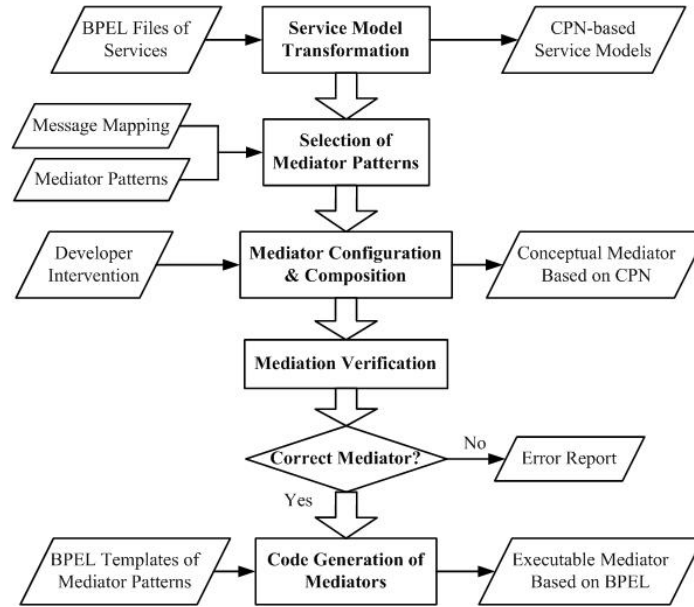 BPEL Files of
Services
Service Model
Transformation
CPN-based
Service Models
Message Mapping
Mediator Patterns
Selection of
Mediator Patterns
Developer
Intervention
Mediator Configuration
& Composition
Conceptual Mediator
Based on CPN
Mediation Verification
Correct Mediator?
No
Error Report
Yes
BPEL Templates of
Mediator Patterns
Code Generation of
Mediators
Executable Mediator
Based on BPEL